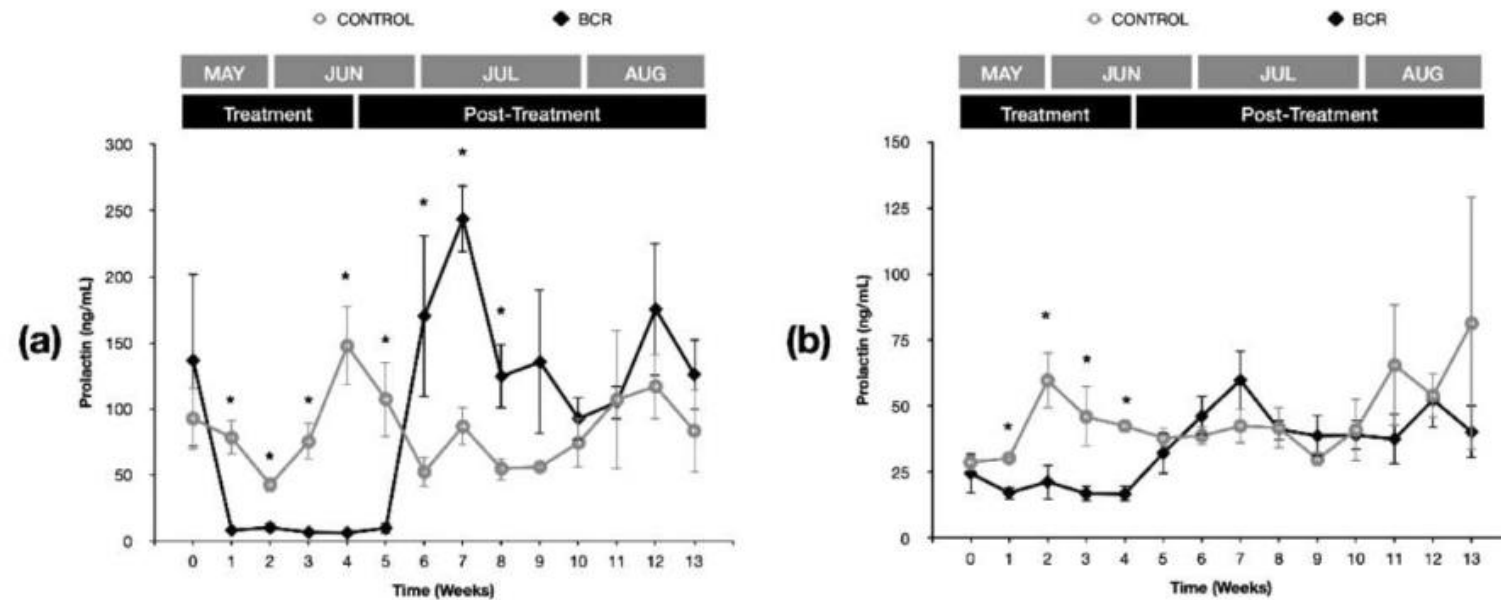 CONTROL BCR
MAY JUN JUL AUG
Treatment Post-Treatment
300
250
200
150
100
50
0
Prolactin (ng/mL)
* * * * * * * *
0 1 2 3 4 5 6 7 8 9 10 11 12 13
Time (Weeks)
(a)
CONTROL BCR
MAY JUN JUL AUG
Treatment Post-Treatment
150
125
100
75
50
25
0
Prolactin (ng/mL)
* * * *
0 1 2 3 4 5 6 7 8 9 10 11 12 13
Time (Weeks)
(b)